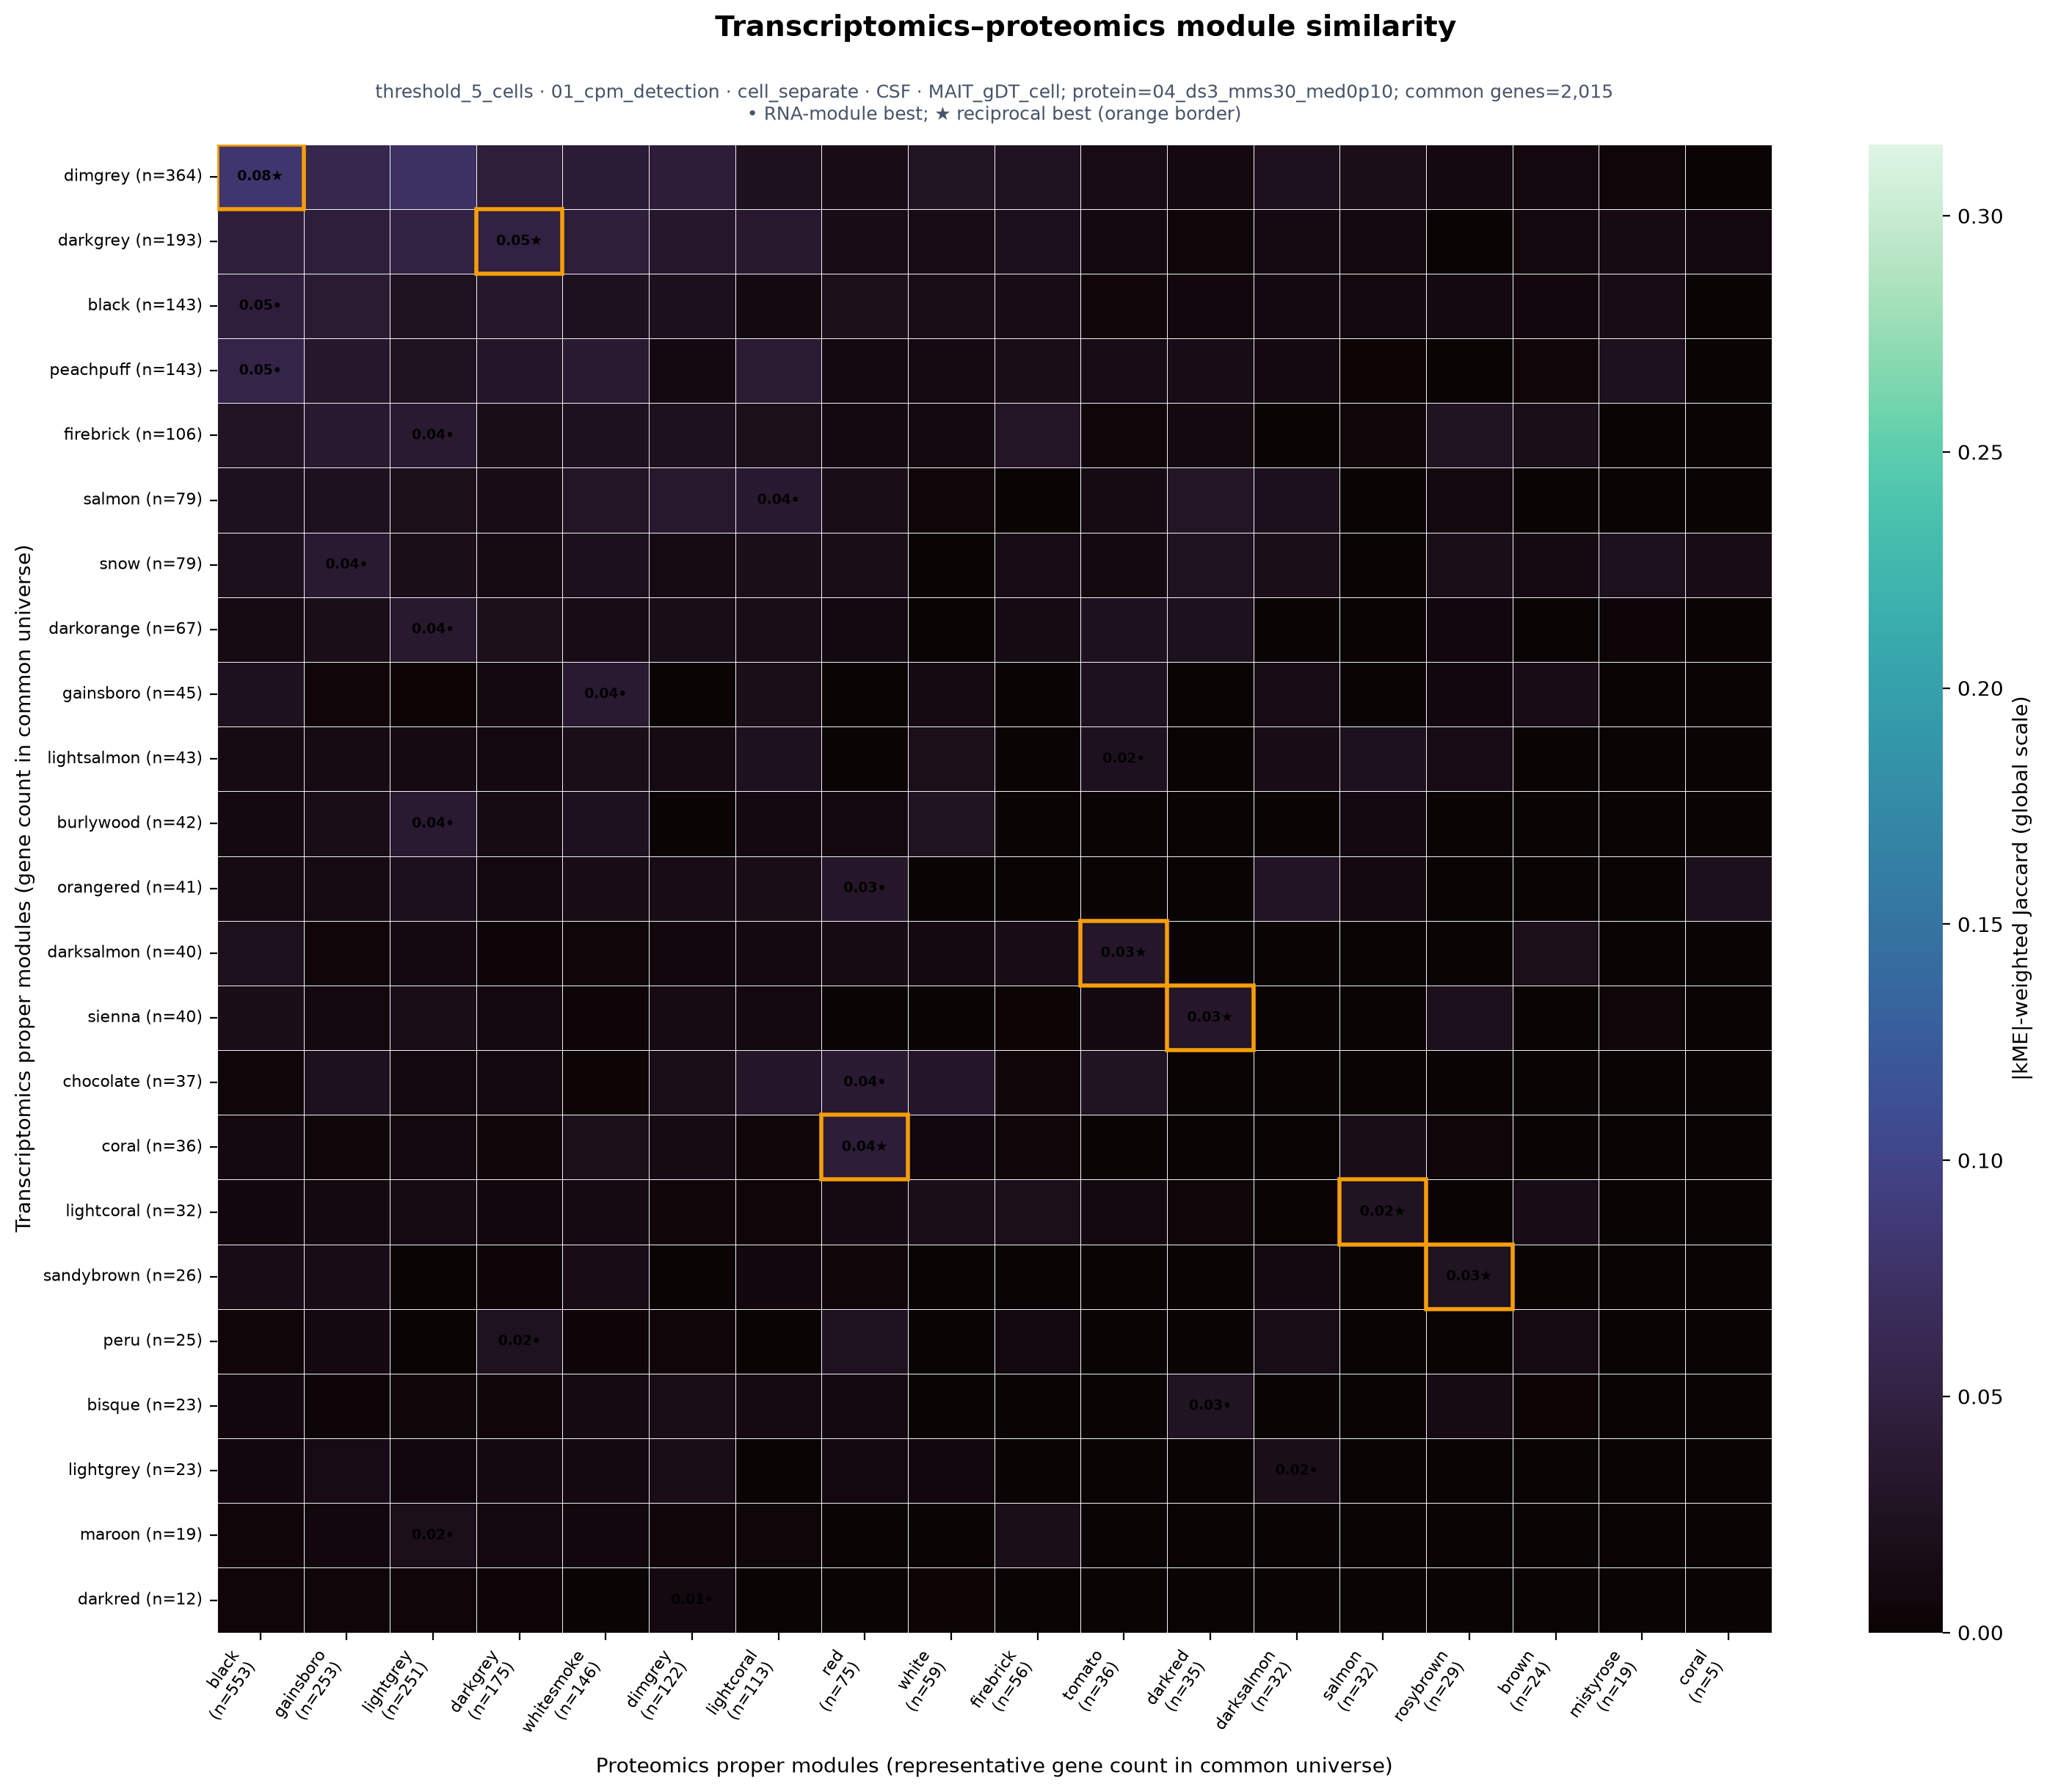 Transcriptomics–proteomics module similarity
threshold_5_cells · 01_cpm_detection · cell_separate · CSF · MAIT_gDT_cell; protein=04_ds3_mms30_med0p10; common genes=2,015
• RNA-module best; ★ reciprocal best (orange border)
Transcriptomics proper modules (gene count in common universe)
dimgrey (n=364)
0.08★
darkgrey (n=193)
0.05★
black (n=143)
0.05•
peachpuff (n=143)
0.05•
firebrick (n=106)
0.04•
salmon (n=79)
0.04•
snow (n=79)
0.04•
darkorange (n=67)
0.04•
gainsboro (n=45)
0.04•
lightsalmon (n=43)
0.02•
burlywood (n=42)
0.04•
orangered (n=41)
0.03•
darksalmon (n=40)
0.03★
sienna (n=40)
0.03★
chocolate (n=37)
0.04•
coral (n=36)
0.04★
lightcoral (n=32)
0.02★
sandybrown (n=26)
0.03★
peru (n=25)
0.02•
bisque (n=23)
0.03•
lightgrey (n=23)
0.02•
maroon (n=19)
0.02•
darkred (n=12)
0.01•
black
(n=553)
gainsboro
(n=253)
lightgrey
(n=251)
darkgrey
(n=175)
whitesmoke
(n=146)
dimgrey
(n=122)
lightcoral
(n=113)
red
(n=75)
white
(n=59)
firebrick
(n=56)
tomato
(n=36)
darkred
(n=35)
darksalmon
(n=32)
salmon
(n=32)
rosybrown
(n=29)
brown
(n=24)
mistyrose
(n=19)
coral
(n=5)
Proteomics proper modules (representative gene count in common universe)
0.30
0.25
0.20
0.15
0.10
0.05
0.00
|kME|-weighted Jaccard (global scale)